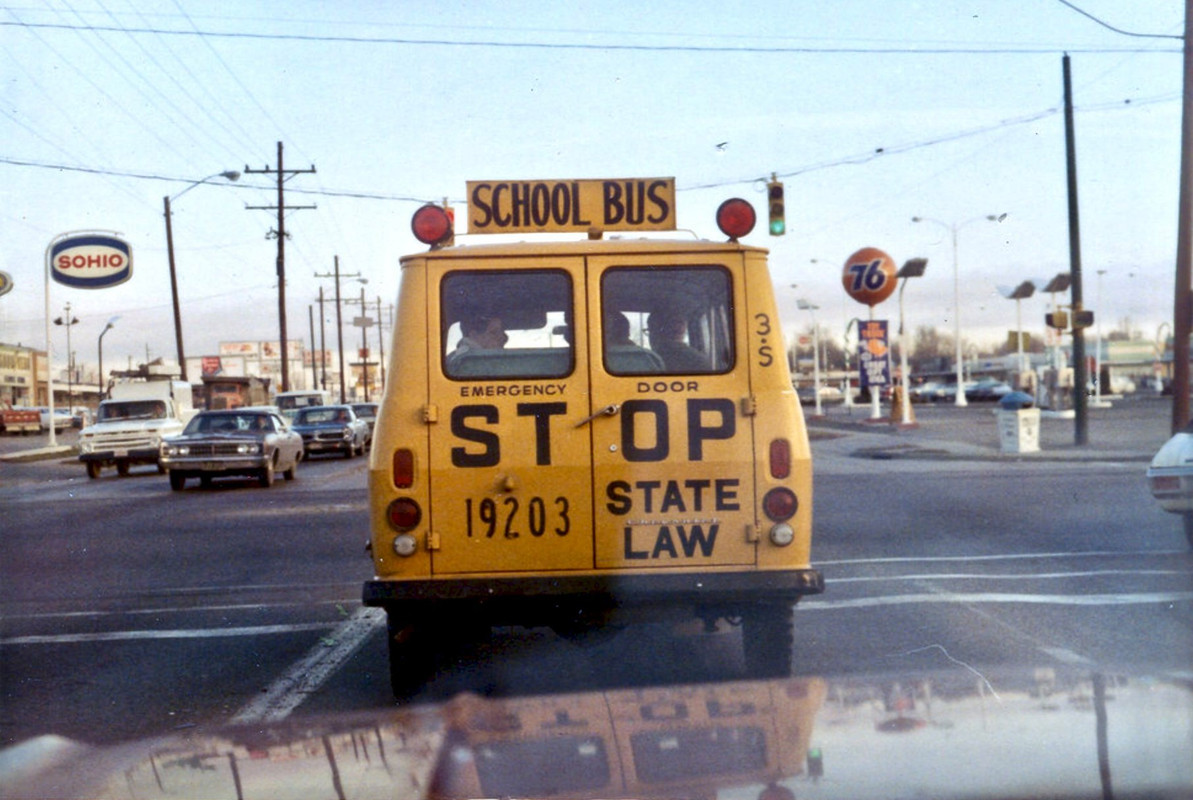 SCHOOL BUS
SOHIO
76
3·S
EMERGENCY DOOR
STOP
STATE
LAW
19203